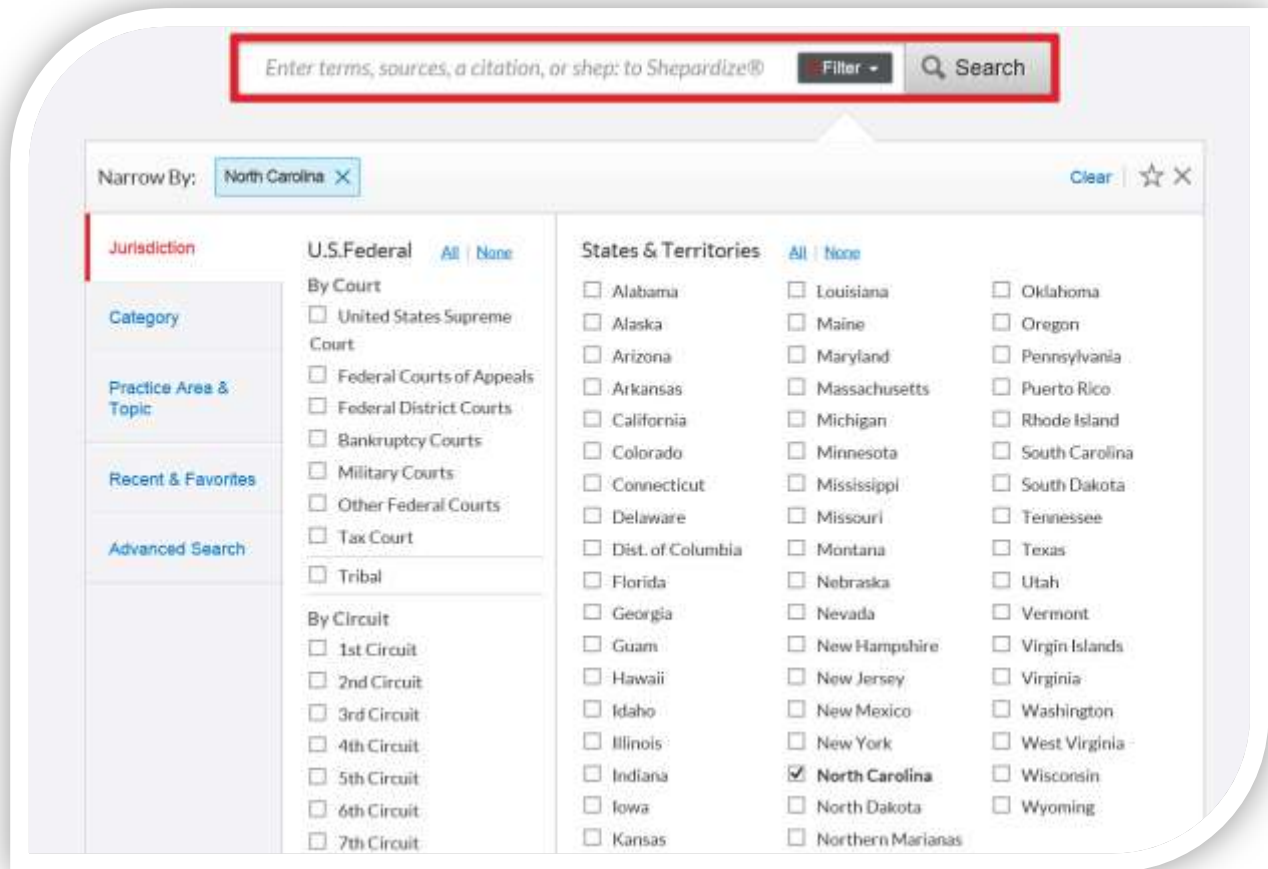 Enter terms, sources, a citation, or shep: to Shepardize®
Filter
Search
Narrow By:
North Carolina
Clear
Jurisdiction
Category
Practice Area &
Topic
Recent & Favorites
Advanced Search
U.S.Federal
All | None
By Court
United States Supreme
Court
Federal Courts of Appeals
Federal District Courts
Bankruptcy Courts
Military Courts
Other Federal Courts
Tax Court
Tribal
By Circuit
1st Circuit
2nd Circuit
3rd Circuit
4th Circuit
5th Circuit
6th Circuit
7th Circuit
States & Territories
All | None
Alabama
Alaska
Arizona
Arkansas
California
Colorado
Connecticut
Delaware
Dist. of Columbia
Florida
Georgia
Guam
Hawaii
Idaho
Illinois
Indiana
Iowa
Kansas
Louisiana
Maine
Maryland
Massachusetts
Michigan
Minnesota
Mississippi
Missouri
Montana
Nebraska
Nevada
New Hampshire
New Jersey
New Mexico
New York
North Carolina
North Dakota
Northern Marianas
Oklahoma
Oregon
Pennsylvania
Puerto Rico
Rhode Island
South Carolina
South Dakota
Tennessee
Texas
Utah
Vermont
Virgin Islands
Virginia
Washington
West Virginia
Wisconsin
Wyoming